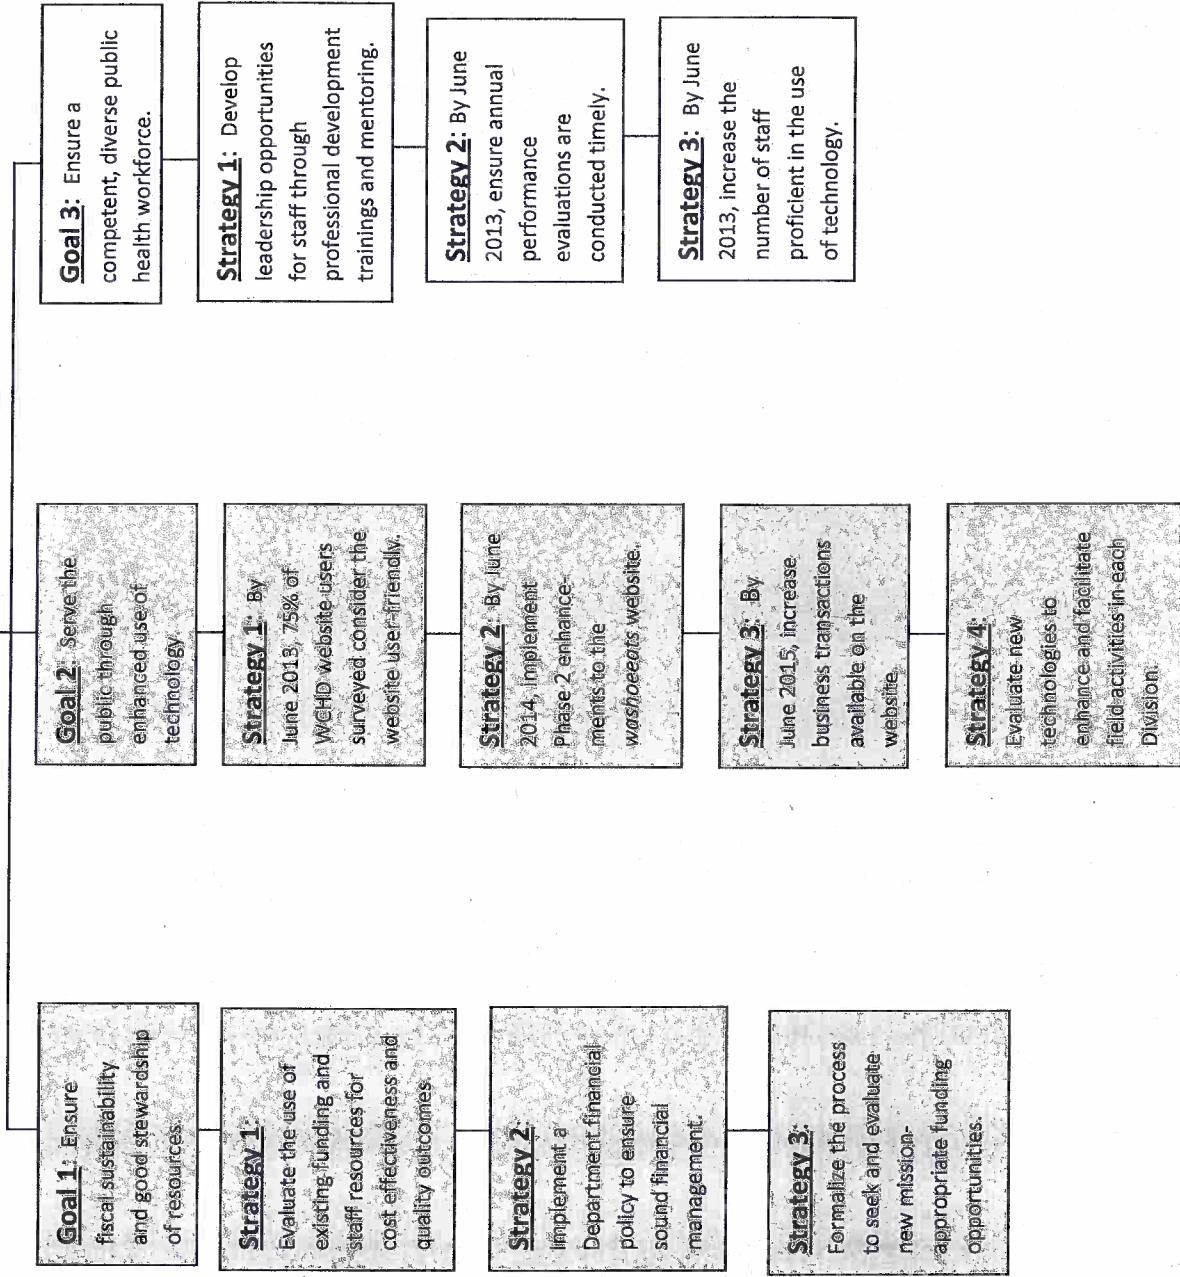 Goal 1: Ensure
fiscal sustainability
and good stewardship
of resources.
Strategy 1:
Evaluate the use of
existing funding and
staff resources for
cost effectiveness and
quality outcomes.
Strategy 2:
Implement a
Department financial
policy to ensure
sound financial
management.
Strategy 3:
Formalize the process
to seek and evaluate
new mission-
appropriate funding
opportunities.
Goal 2: Serve the
public through
enhanced use of
technology
Strategy 1: By
June 2013, 75% of
WCHD website users
surveyed consider the
website user-friendly.
Strategy 2: By June
2014, implement
Phase 2 enhance-
ments to the
washoeeats website.
Strategy 3: By
June 2015, increase
business transactions
available on the
website.
Strategy 4:
Evaluate new
technologies to
enhance and facilitate
field activities in each
Division.
Goal 3: Ensure a
competent, diverse public
health workforce.
Strategy 1: Develop
leadership opportunities
for staff through
professional development
trainings and mentoring.
Strategy 2: By June
2013, ensure annual
performance
evaluations are
conducted timely.
Strategy 3: By June
2013, increase the
number of staff
proficient in the use
of technology.